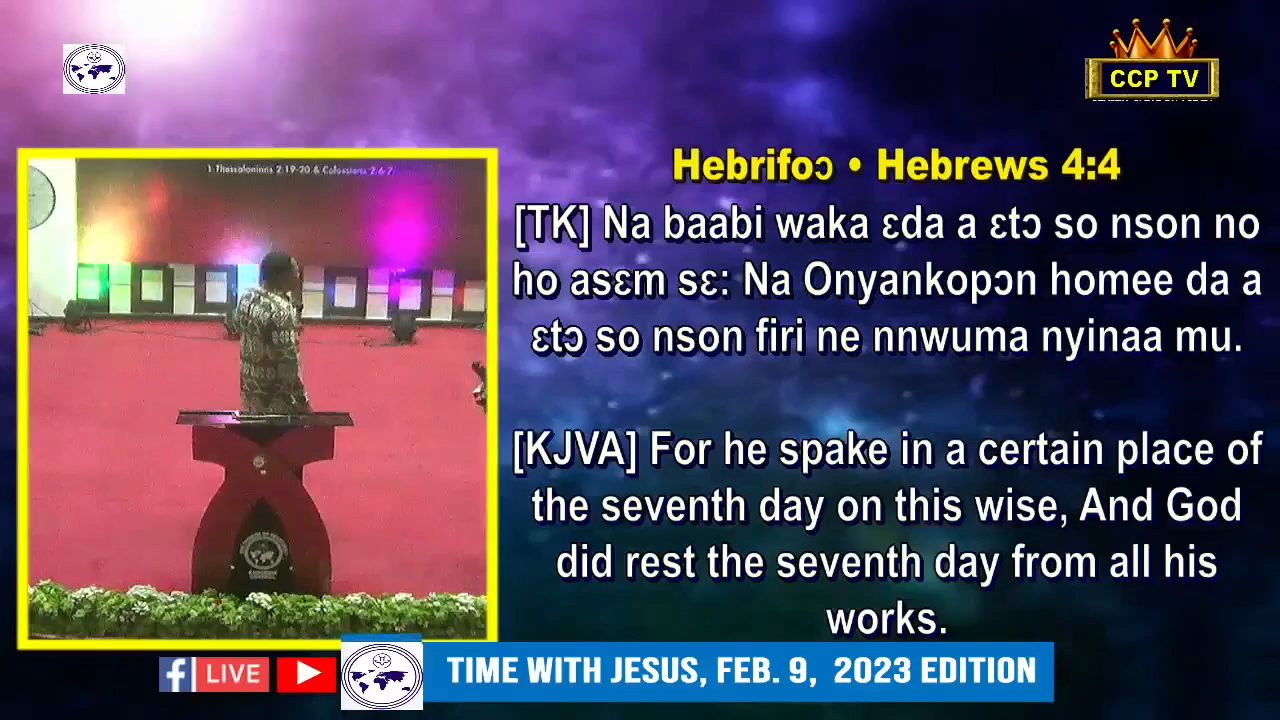 CCP TV
1 Thessalonians 2:19-20 & Colossians 2:6-7
Hebrifoɔ • Hebrews 4:4
[TK] Na baabi waka ɛda a ɛtɔ so nson no
ho asɛm sɛ: Na Onyankopɔn homee da a
ɛtɔ so nson firi ne nnwuma nyinaa mu.
[KJVA] For he spake in a certain place of
the seventh day on this wise, And God
did rest the seventh day from all his
works.
LIVE
TIME WITH JESUS, FEB. 9, 2023 EDITION